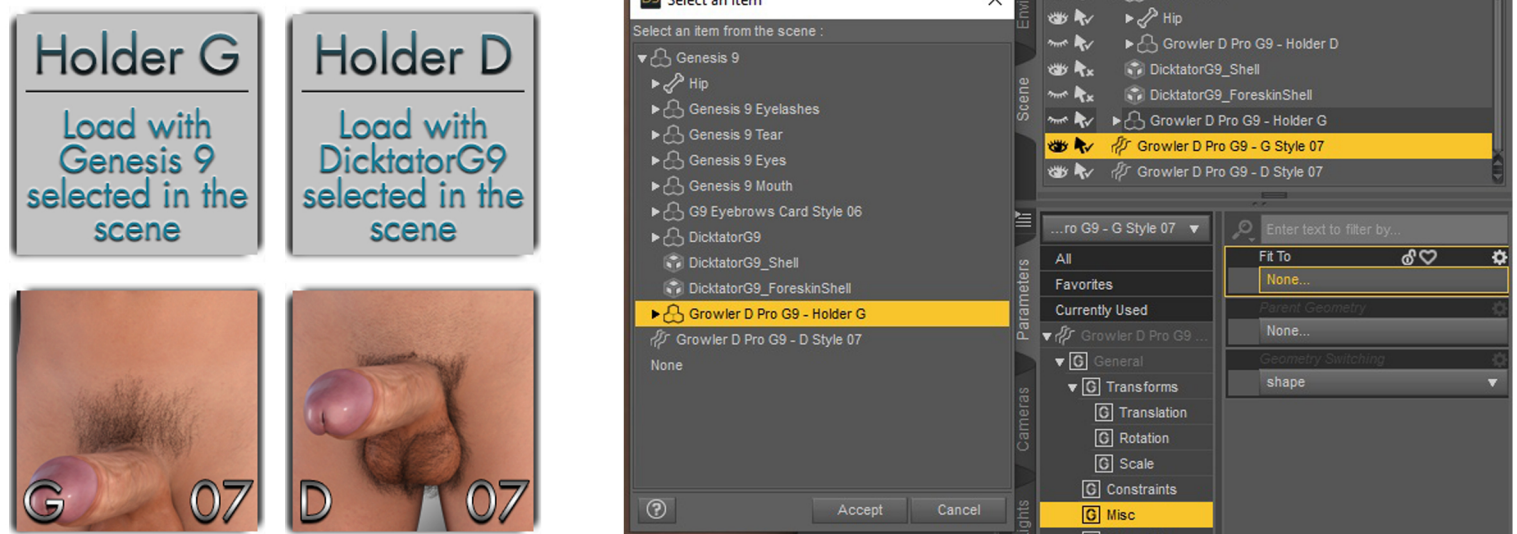 Holder G
Load with
Genesis 9
selected in the
scene
Holder D
Load with
DicktatorG9
selected in the
scene
G 07
D 07
Select an item
Select an item from the scene :
Genesis 9
Hip
Genesis 9 Eyelashes
Genesis 9 Tear
Genesis 9 Eyes
Genesis 9 Mouth
G9 Eyebrows Card Style 06
DicktatorG9
DicktatorG9_Shell
DicktatorG9_ForeskinShell
Growler D Pro G9 - Holder G
Growler D Pro G9 - D Style 07
None
?
Accept
Cancel
Envi
Scene
Parameters
Cameras
ights
Hip
Growler D Pro G9 - Holder D
DicktatorG9_Shell
DicktatorG9_ForeskinShell
Growler D Pro G9 - Holder G
Growler D Pro G9 - G Style 07
Growler D Pro G9 - D Style 07
...ro G9 - G Style 07
All
Favorites
Currently Used
Growler D Pro G9 ...
G General
G Transforms
G Translation
G Rotation
G Scale
G Constraints
G Misc
Enter text to filter by...
Fit To
None...
Parent Geometry
None...
Geometry Switching
shape